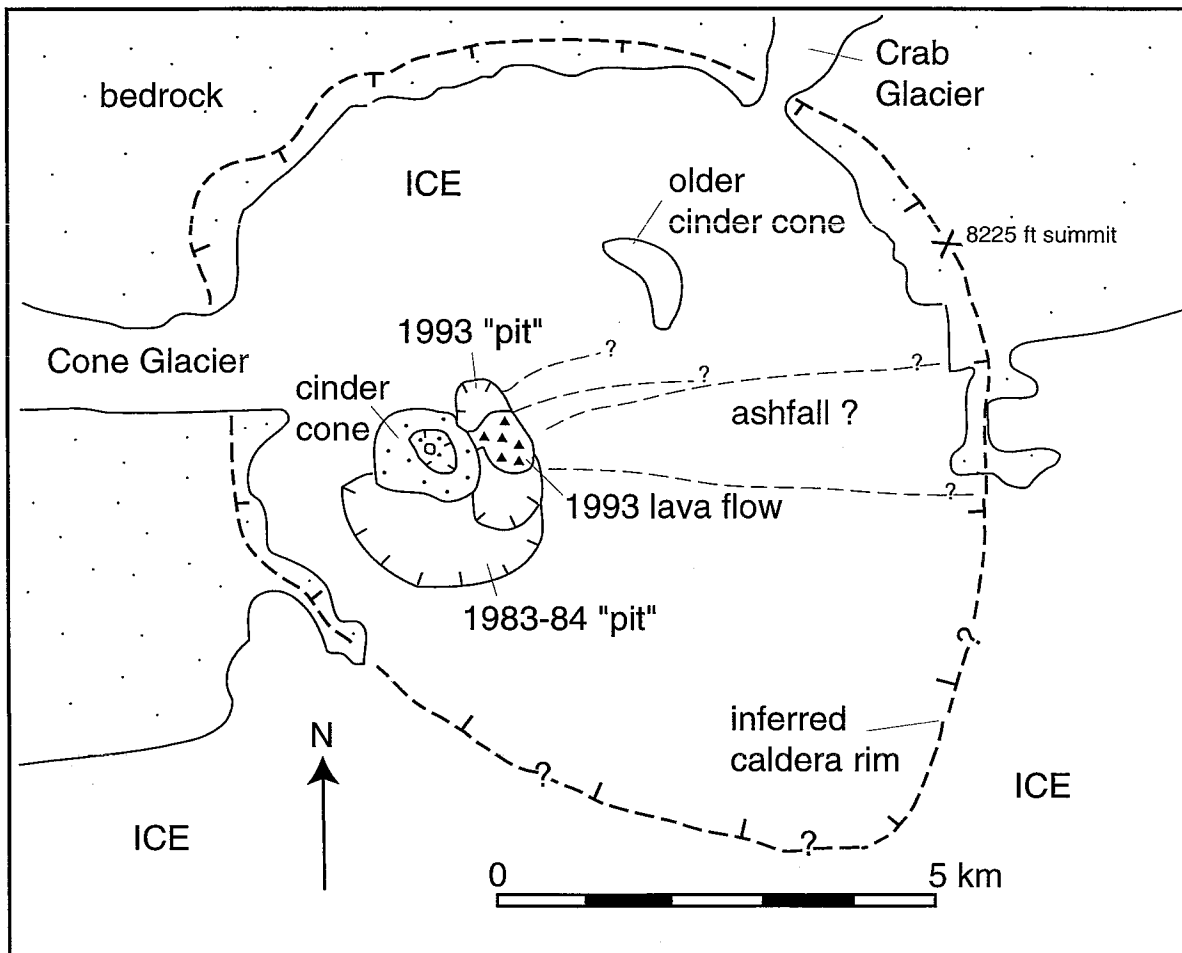 Crab
Glacier
bedrock
ICE
older
cinder cone
8225 ft summit
1993 "pit"
?
Cone Glacier
?
?
cinder
cone
ashfall ?
?
1993 lava flow
1983-84 "pit"
?
N
inferred
caldera rim
?
ICE
ICE
?
0
5 km